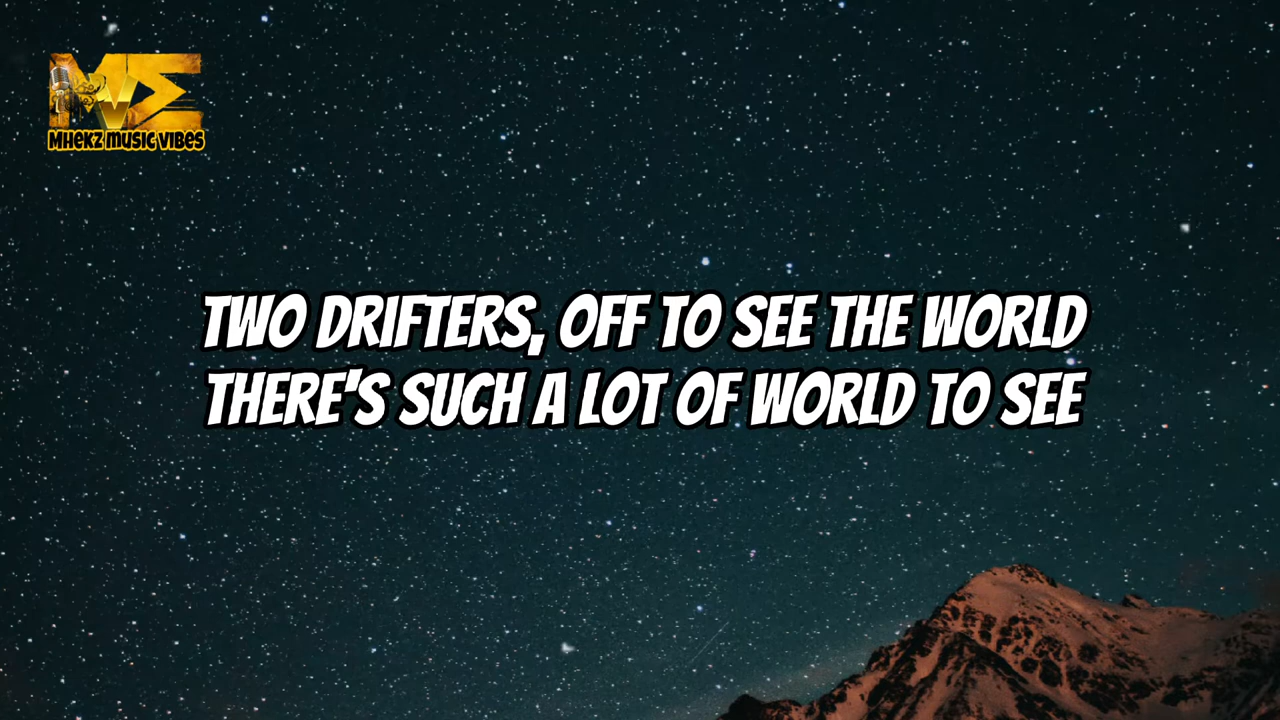 MHEKZ MUSIC VIBES
TWO DRIFTERS, OFF TO SEE THE WORLD
THERE'S SUCH A LOT OF WORLD TO SEE